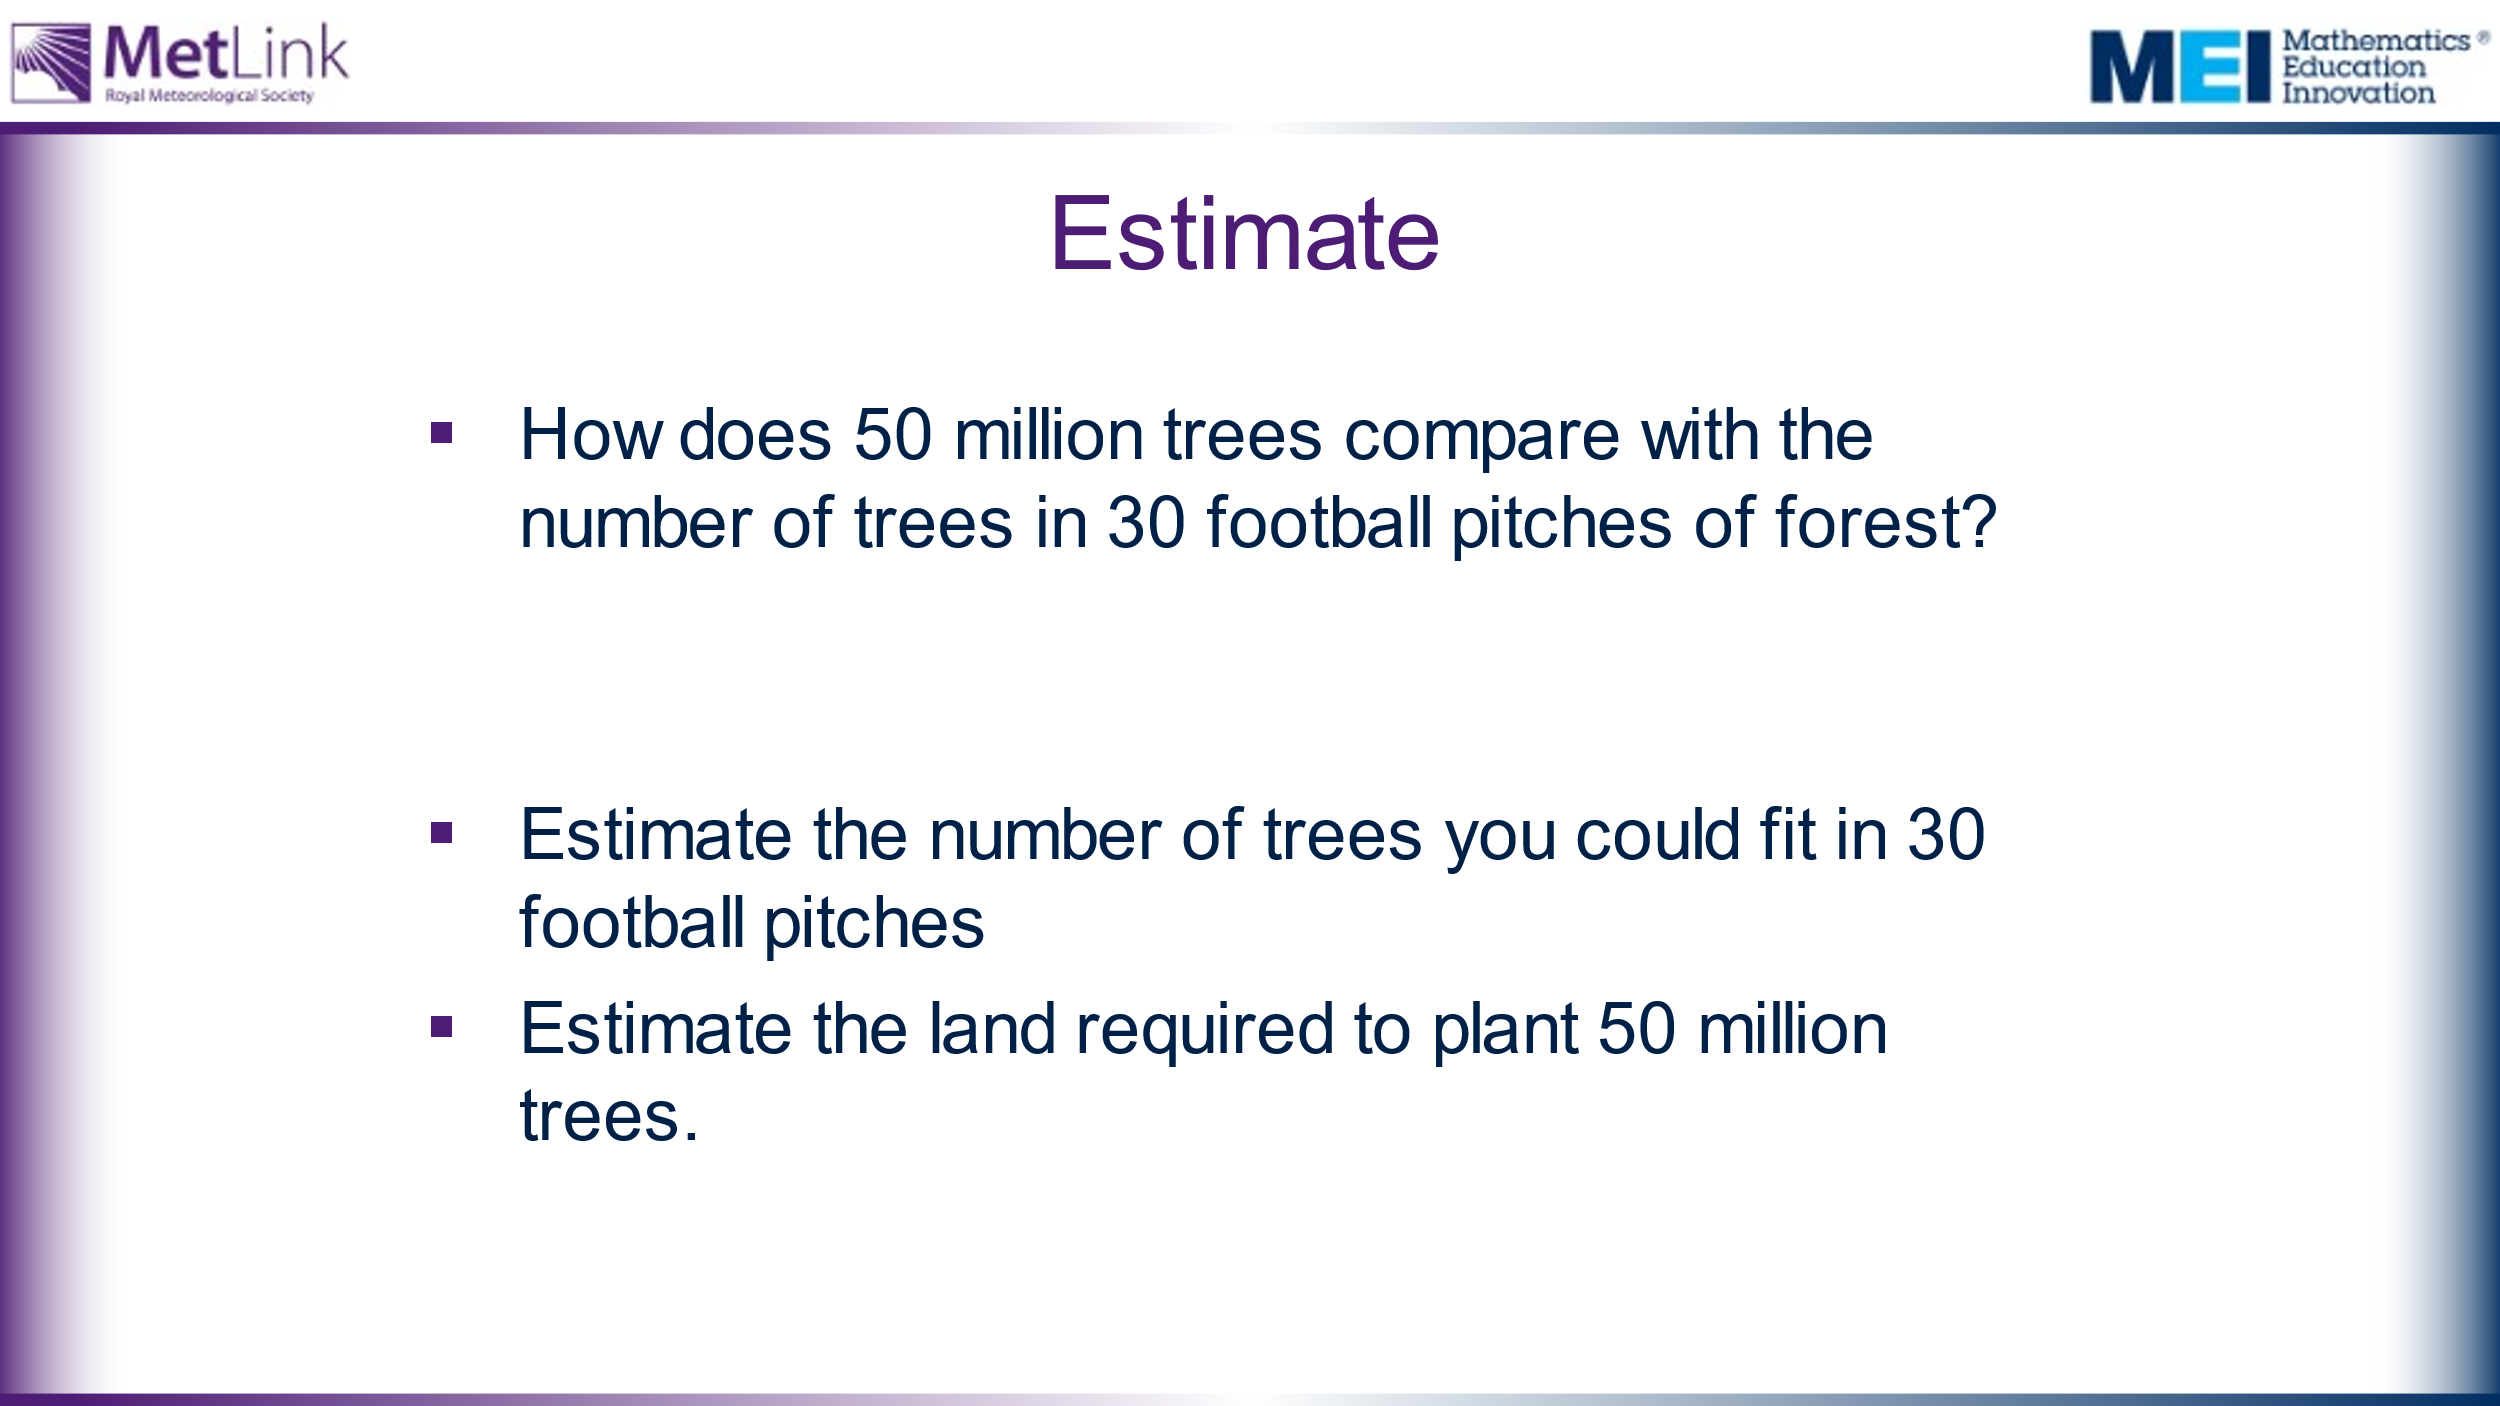 MetLink
Royal Meteorological Society
MEI
Mathematics ®
Education
Innovation
Estimate
▪ How does 50 million trees compare with the
number of trees in 30 football pitches of forest?
▪ Estimate the number of trees you could fit in 30
football pitches
▪ Estimate the land required to plant 50 million
trees.